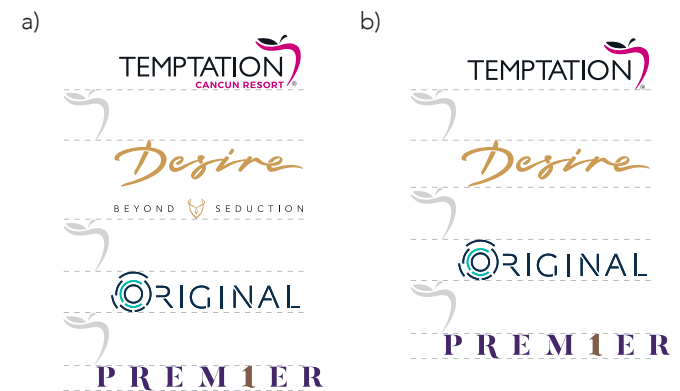 a)
TEMPTATION
CANCUN RESORT ®
Desire
BEYOND SEDUCTION
ORIGINAL
PREM1ER
b)
TEMPTATION ®
Desire
ORIGINAL
PREM1ER